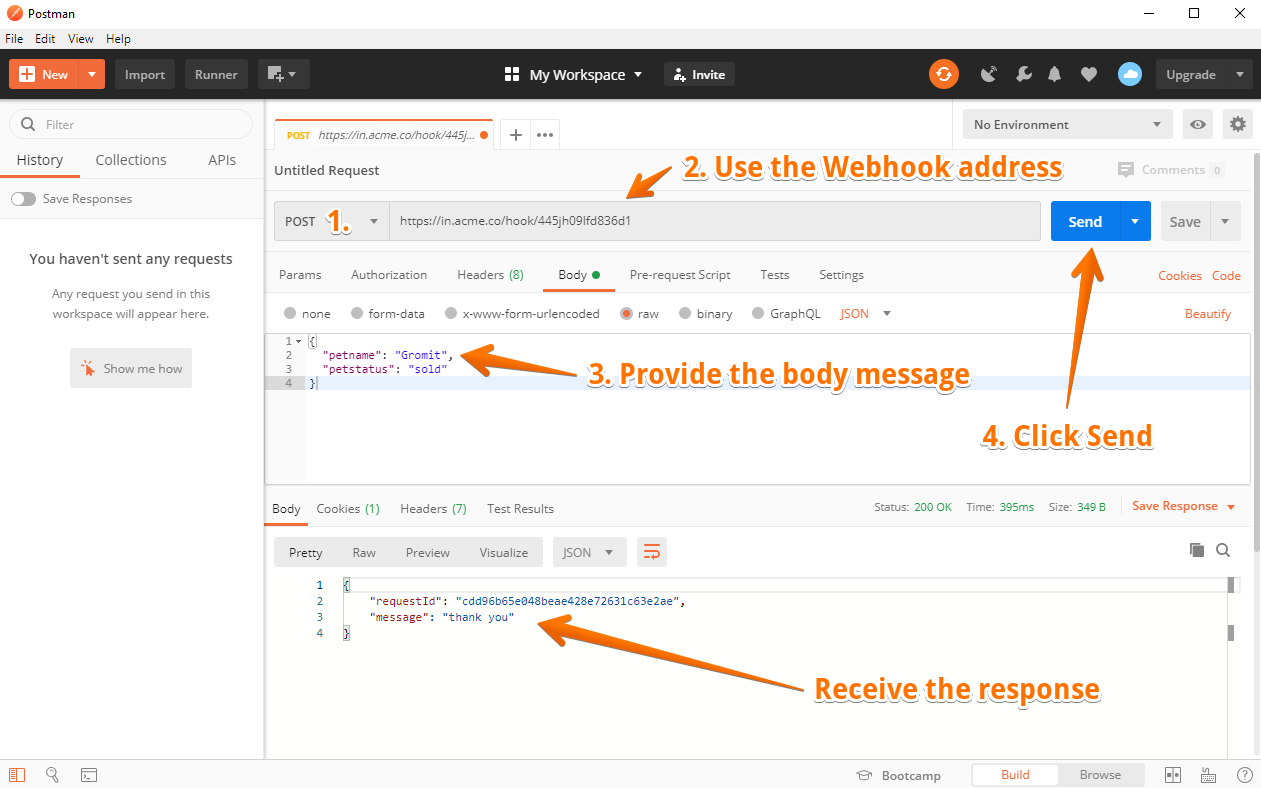 Postman
File Edit View Help
New Import Runner My Workspace Invite Upgrade
Filter
History Collections APIs
Save Responses
You haven't sent any requests
Any request you send in this
workspace will appear here.
Show me how
POST https://in.acme.co/hook/445j... + ••• No Environment
Untitled Request
2. Use the Webhook address
Comments 0
POST 1. https://in.acme.co/hook/445jh09lfd836d1 Send Save
Params Authorization Headers (8) Body Pre-request Script Tests Settings Cookies Code
none form-data x-www-form-urlencoded raw binary GraphQL JSON Beautify
1 {
2 "petname": "Gromit",
3 "petstatus": "sold"
4 }
3. Provide the body message
4. Click Send
Body Cookies (1) Headers (7) Test Results Status: 200 OK Time: 395ms Size: 349 B Save Response
Pretty Raw Preview Visualize JSON
1 {
2 "requestId": "cdd96b65e048beae428e72631c63e2ae",
3 "message": "thank you"
4 }
Receive the response
Bootcamp Build Browse